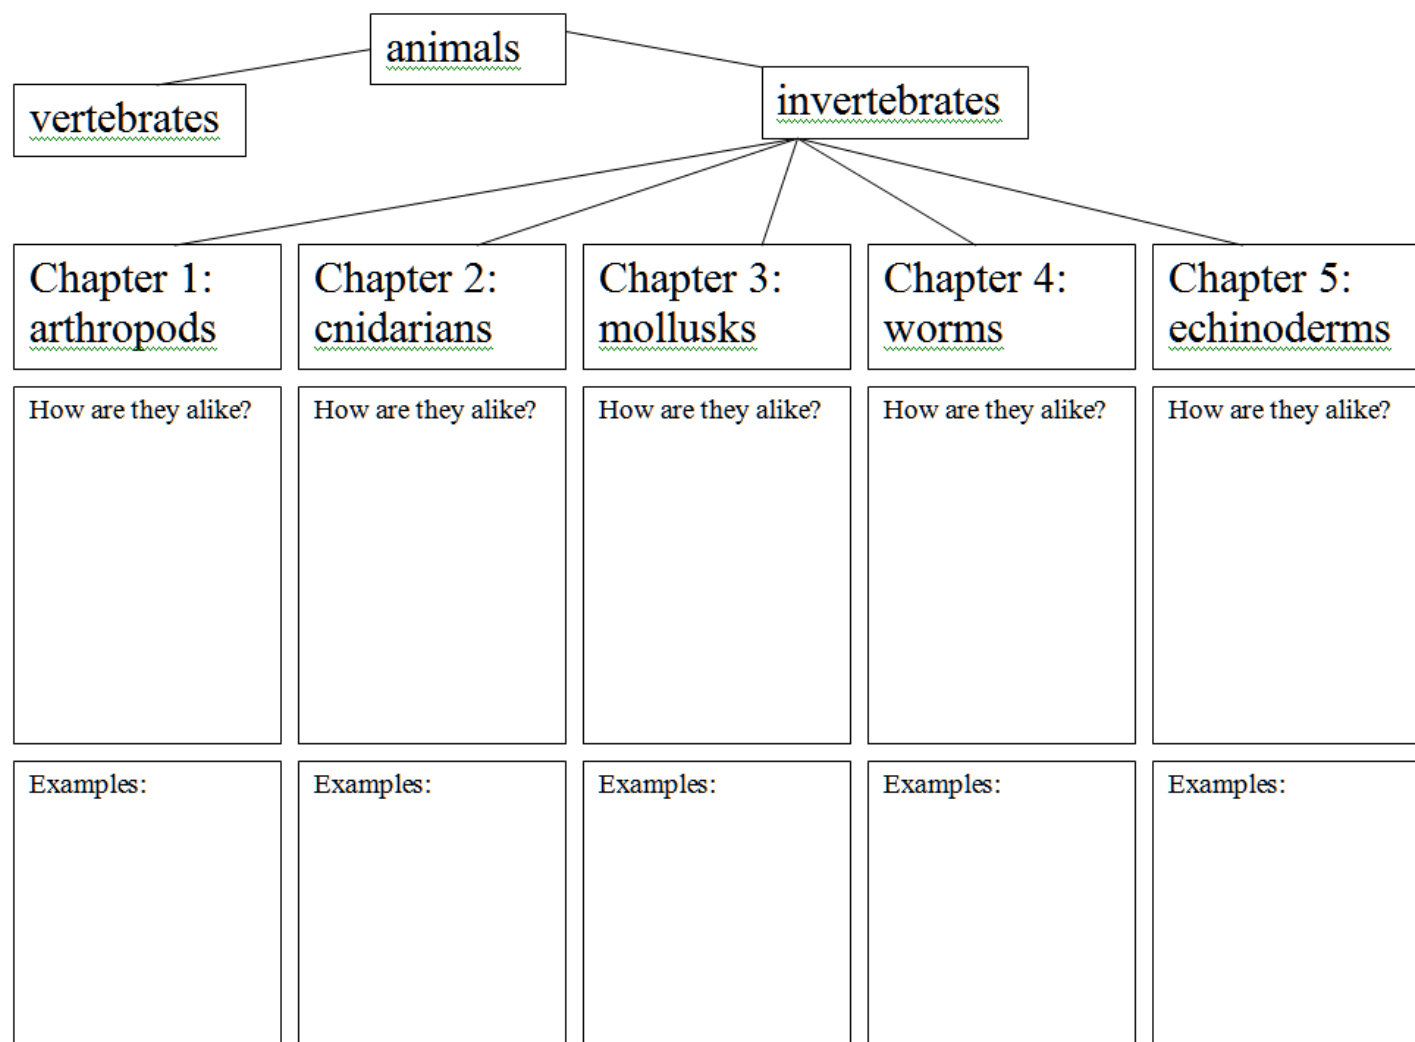 animals
vertebrates
invertebrates
Chapter 1:
arthropods
Chapter 2:
cnidarians
Chapter 3:
mollusks
Chapter 4:
worms
Chapter 5:
echinoderms
How are they alike?
How are they alike?
How are they alike?
How are they alike?
How are they alike?
Examples:
Examples:
Examples:
Examples:
Examples: